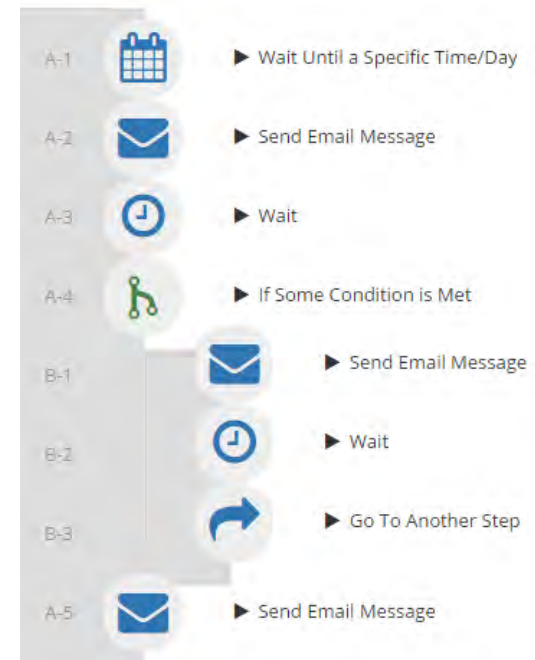 A-1 ▶ Wait Until a Specific Time/Day
A-2 ▶ Send Email Message
A-3 ▶ Wait
A-4 ▶ If Some Condition is Met
B-1 ▶ Send Email Message
B-2 ▶ Wait
B-3 ▶ Go To Another Step
A-5 ▶ Send Email Message